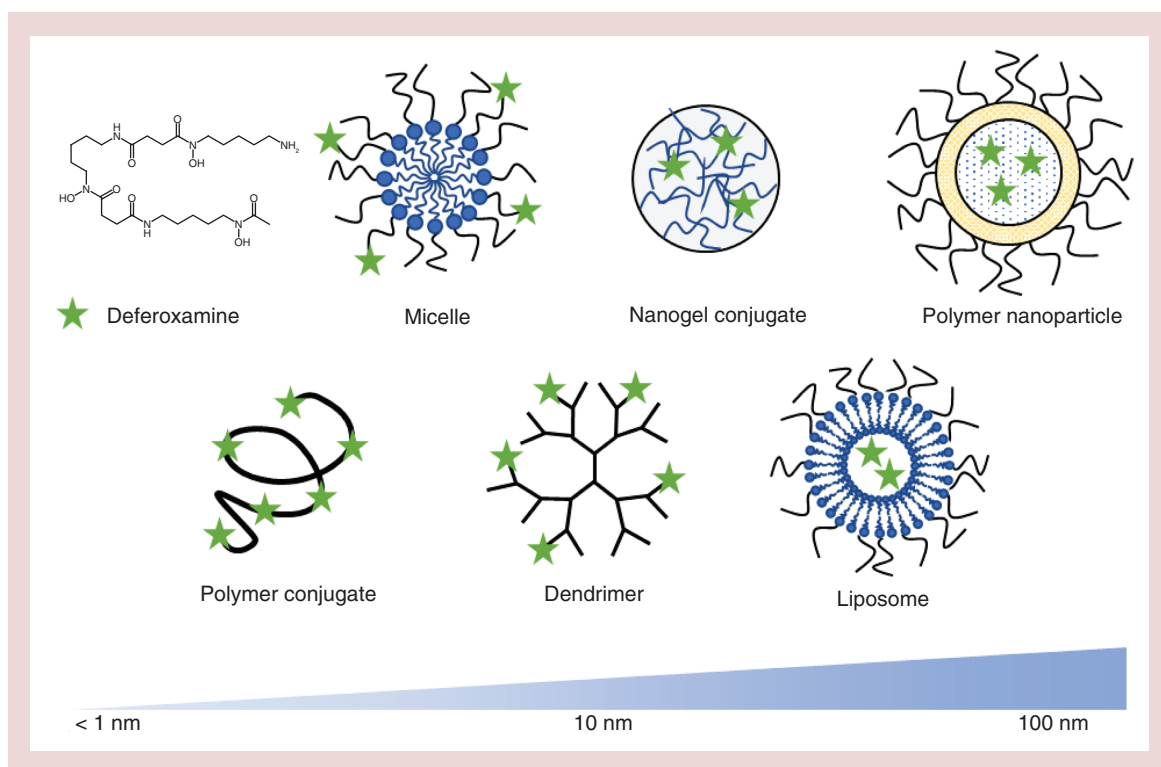 O
H
N
N
NH₂
O
OH
N
HO
O
O
O
N
H
N
OH
Deferoxamine
Micelle
Nanogel conjugate
Polymer nanoparticle
Polymer conjugate
Dendrimer
Liposome
< 1 nm
10 nm
100 nm